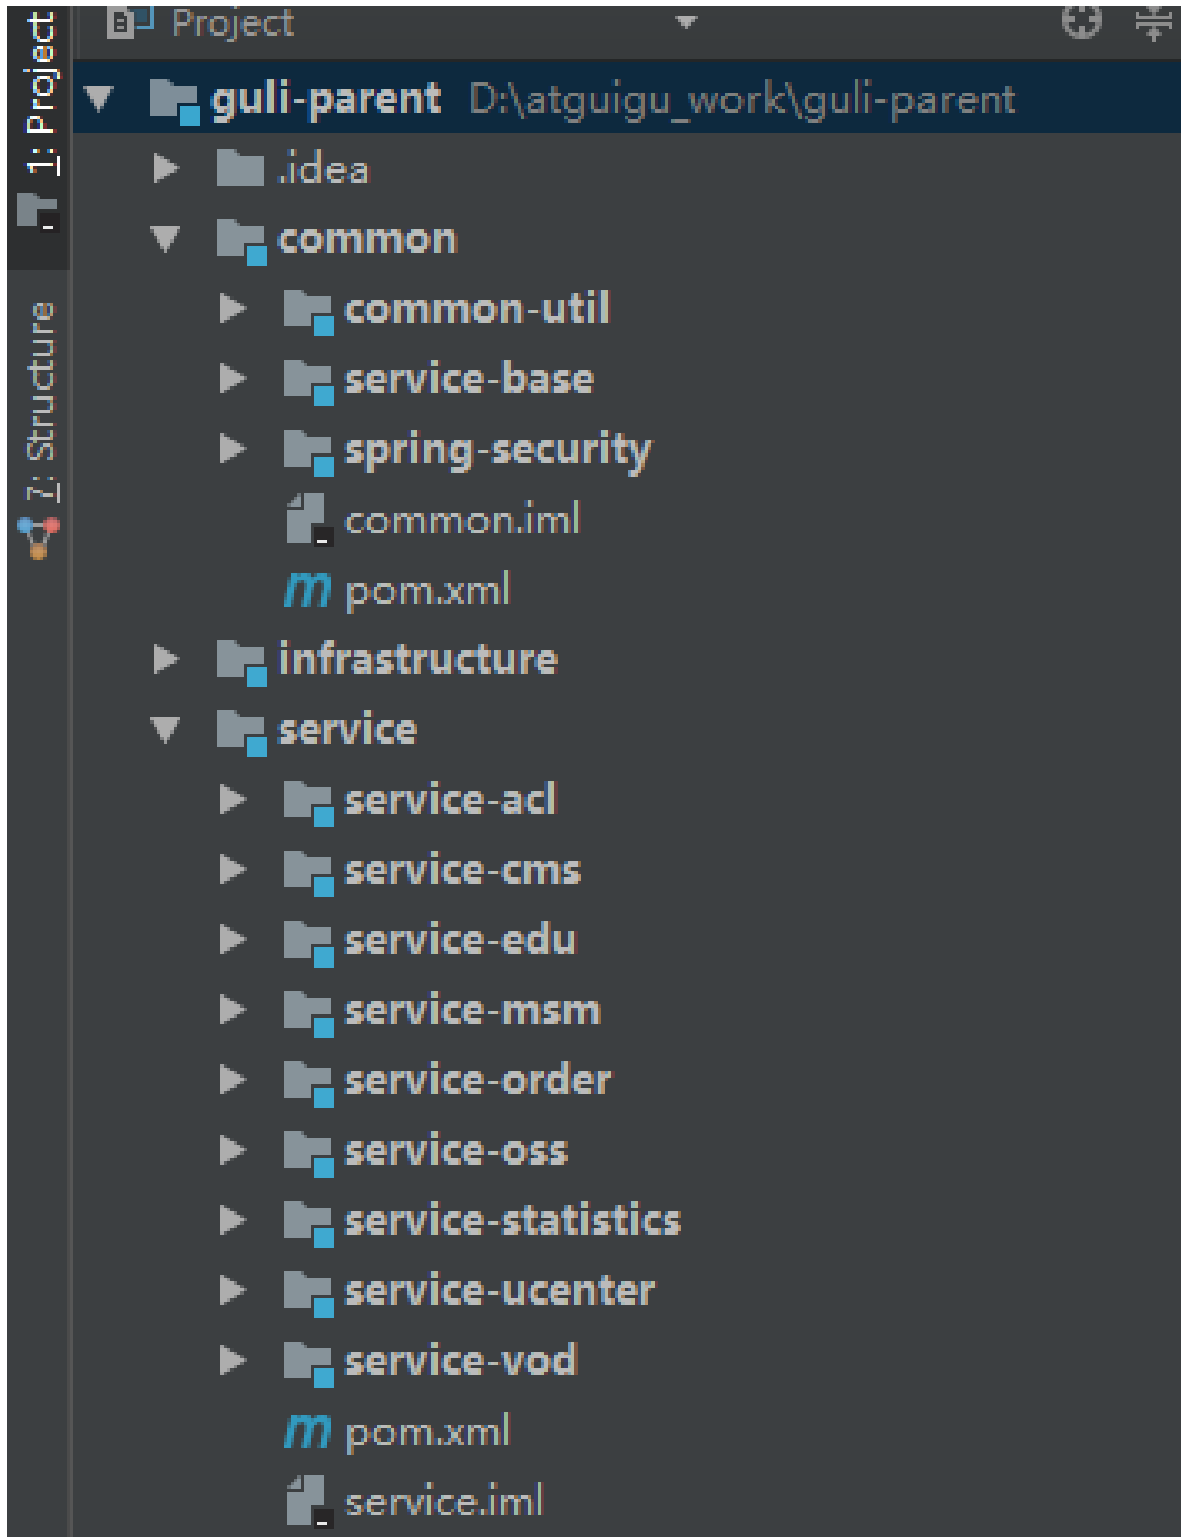 Project
1: Project
7: Structure
guli-parent D:\atguigu_work\guli-parent
.idea
common
common-util
service-base
spring-security
common.iml
pom.xml
infrastructure
service
service-acl
service-cms
service-edu
service-msm
service-order
service-oss
service-statistics
service-ucenter
service-vod
pom.xml
service.iml